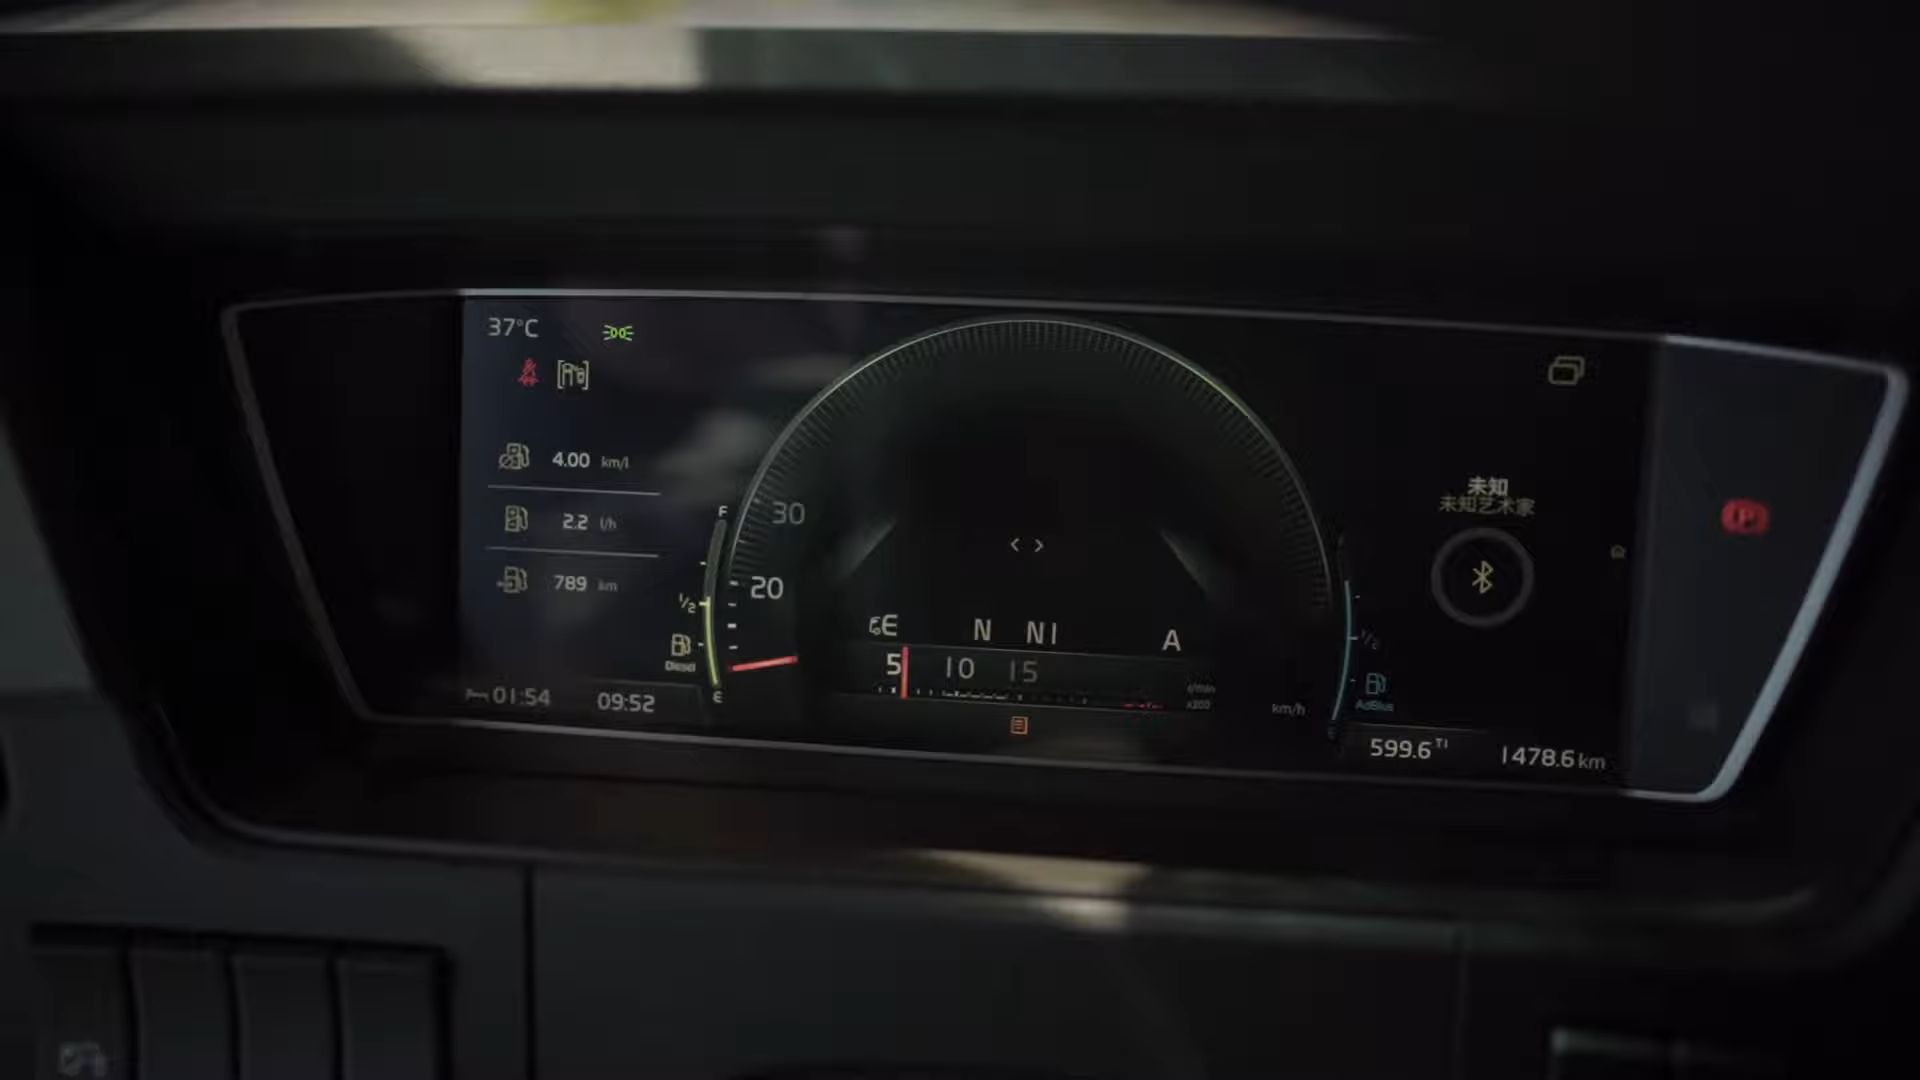 37°C
4.00 km/l
2.2 l/h
789 km
F
1/2
Diesel
E
01:54
09:52
30
20
E N N1 A
5 10 15
r/min
x100
km/h
未知
未知艺术家
1/2
AdBlue
599.6 T1
1478.6 km
P